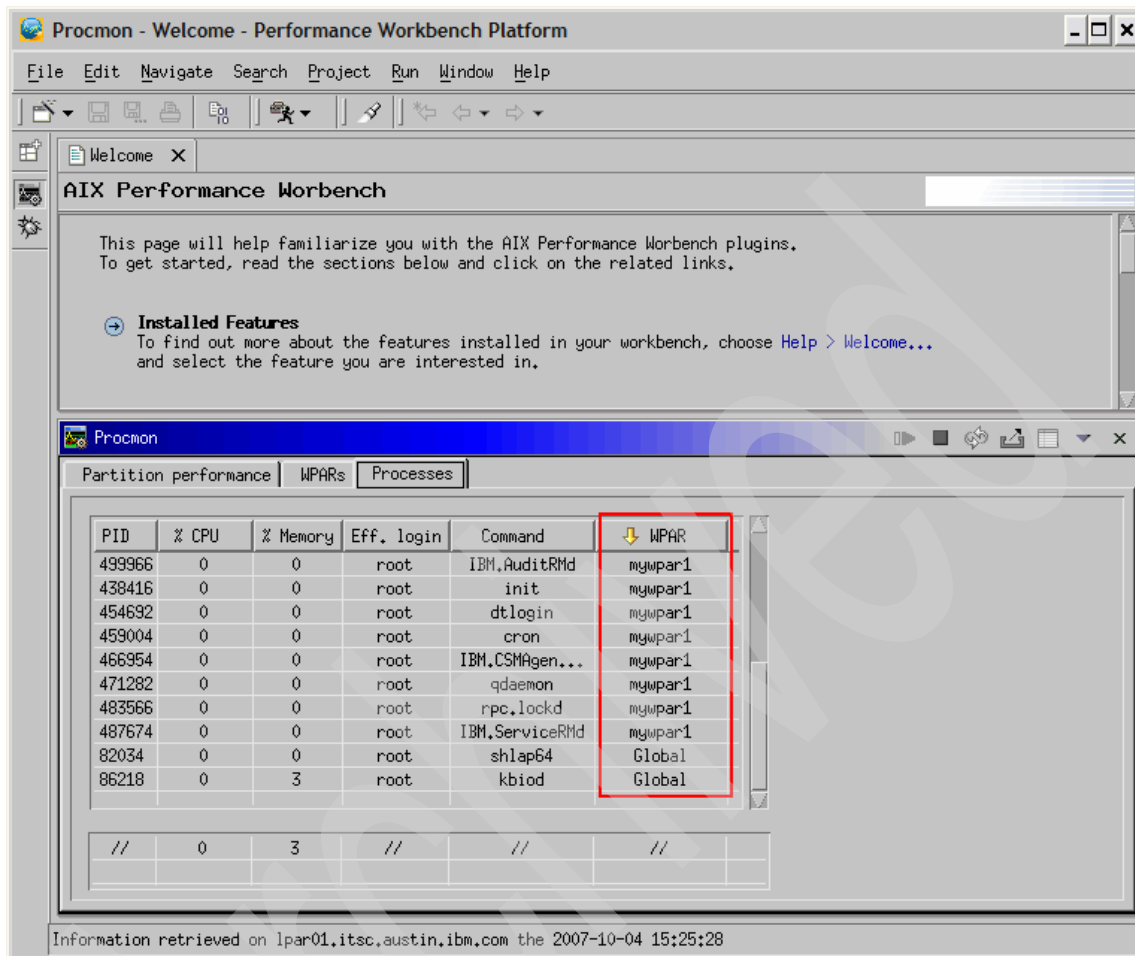 Procmon - Welcome - Performance Workbench Platform
File Edit Navigate Search Project Run Window Help
Welcome
AIX Performance Worbench
This page will help familiarize you with the AIX Performance Worbench plugins.
To get started, read the sections below and click on the related links.
Installed Features
To find out more about the features installed in your workbench, choose Help > Welcome...
and select the feature you are interested in.
Procmon
Partition performance WPARs Processes
PID % CPU % Memory Eff. login Command WPAR
499966 0 0 root IBM.AuditRMd mywpar1
438416 0 0 root init mywpar1
454692 0 0 root dtlogin mywpar1
459004 0 0 root cron mywpar1
466954 0 0 root IBM.CSMAgen... mywpar1
471282 0 0 root qdaemon mywpar1
483566 0 0 root rpc.lockd mywpar1
487674 0 0 root IBM.ServiceRMd mywpar1
82034 0 0 root shlap64 Global
86218 0 3 root kbiod Global
// 0 3 // // //
Information retrieved on lpar01.itsc.austin.ibm.com the 2007-10-04 15:25:28